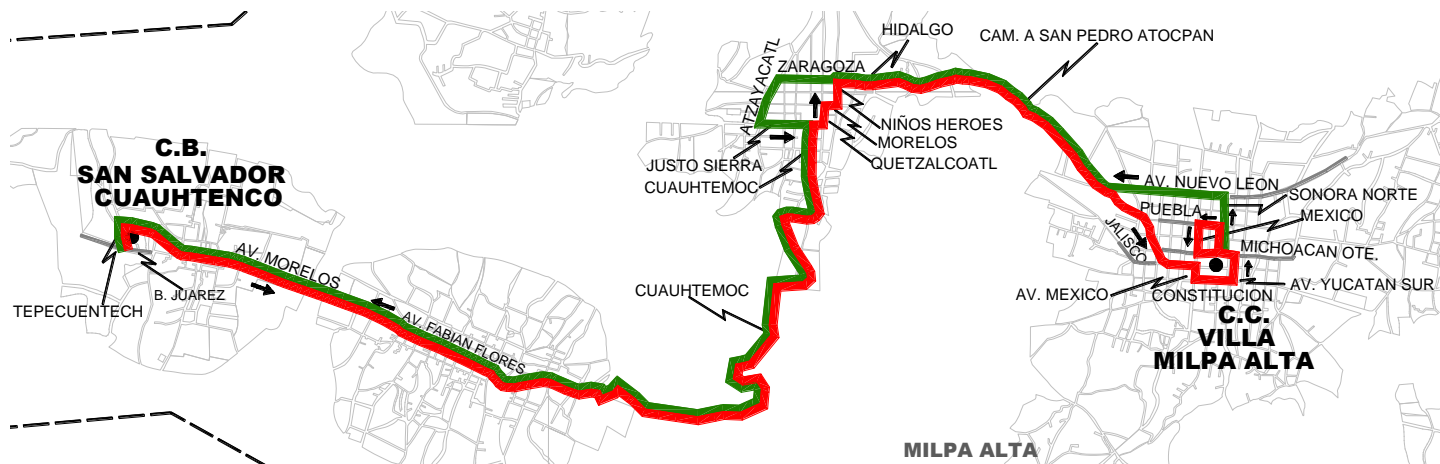 HIDALGO
CAM. A SAN PEDRO ATOCPAN
ZARAGOZA
ATZAYACATL
NIÑOS HEROES
MORELOS
QUETZALCOATL
JUSTO SIERRA
CUAUHTEMOC
C.B.
SAN SALVADOR
CUAUHTENCO
AV. NUEVO LEON
SONORA NORTE
PUEBLA
MEXICO
JALISCO
MICHOACAN OTE.
AV. MORELOS
B. JUAREZ
TEPECUENTECH
CUAUHTEMOC
AV. MEXICO
CONSTITUCION
AV. YUCATAN SUR
AV. FABIAN FLORES
C.C.
VILLA
MILPA ALTA
MILPA ALTA